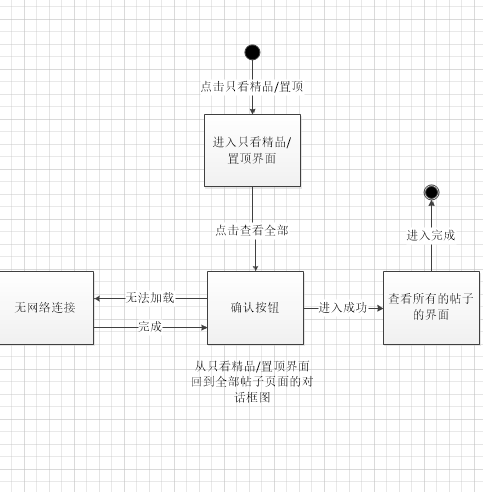 点击只看精品/置顶
进入只看精品/
置顶界面
点击查看全部
进入完成
无网络连接
无法加载
完成
确认按钮
进入成功
查看所有的帖子
的界面
从只看精品/置顶界面
回到全部帖子页面的对
话框图